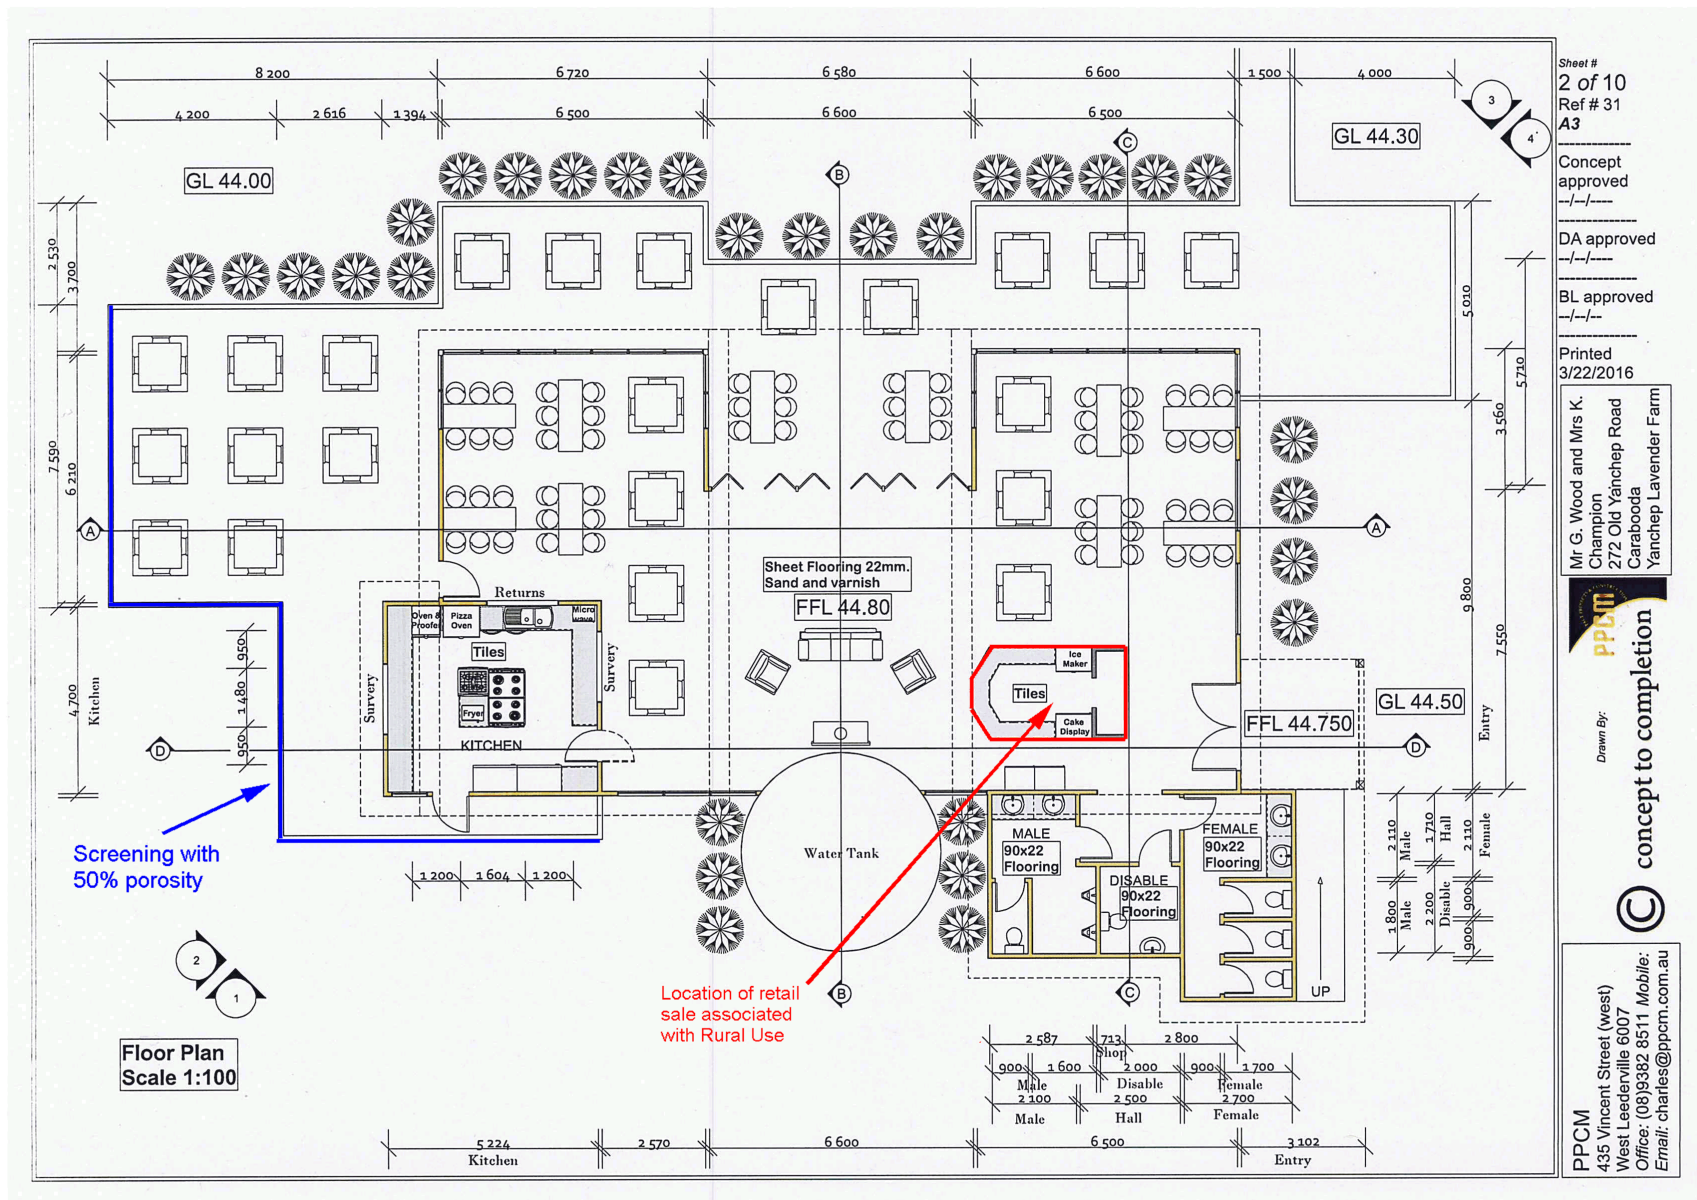 8 200
6 720
6 580
6 600
1 500
4 000
4 200
2 616
1 394
6 500
6 600
6 500
GL 44.00
GL 44.30
3
4
C
B
2 530
3 700
7 590
6 210
5 010
5 710
3 560
9 800
7 550
A
A
Sheet Flooring 22mm.
Sand and varnish
FFL 44.80
Returns
Oven &
Proofer
Pizza
Oven
Micro
wave
Tiles
Survery
Survery
Fryer
KITCHEN
Ice
Maker
Tiles
Cake
Display
FFL 44.750
GL 44.50
Entry
950
1 480
950
4 700
Kitchen
D
D
Screening with
50% porosity
Water Tank
MALE
90x22
Flooring
FEMALE
90x22
Flooring
DISABLE
90x22
Flooring
UP
2 110
Male
1 710
Hall
2 110
Female
1 800
Male
2 200
Disable
900
900
1 200
1 604
1 200
2
1
Location of retail
sale associated
with Rural Use
B
C
Floor Plan
Scale 1:100
2 587
713
2 800
Shop
900
1 600
2 000
900
1 700
Male
Disable
Female
2 100
2 500
2 700
Male
Hall
Female
5 224
2 570
6 600
6 500
3 102
Kitchen
Entry
Sheet #
2 of 10
Ref # 31
A3
Concept
approved
--/--/----
DA approved
--/--/----
BL approved
--/--/--
Printed
3/22/2016
Mr G. Wood and Mrs K.
Champion
272 Old Yanchep Road
Carabooda
Yanchep Lavender Farm
PPCM
Drawn By:
© concept to completion
PPCM
435 Vincent Street (west)
West Leederville 6007
Office: (08)9382 8511 Mobile:
Email: charles@ppcm.com.au